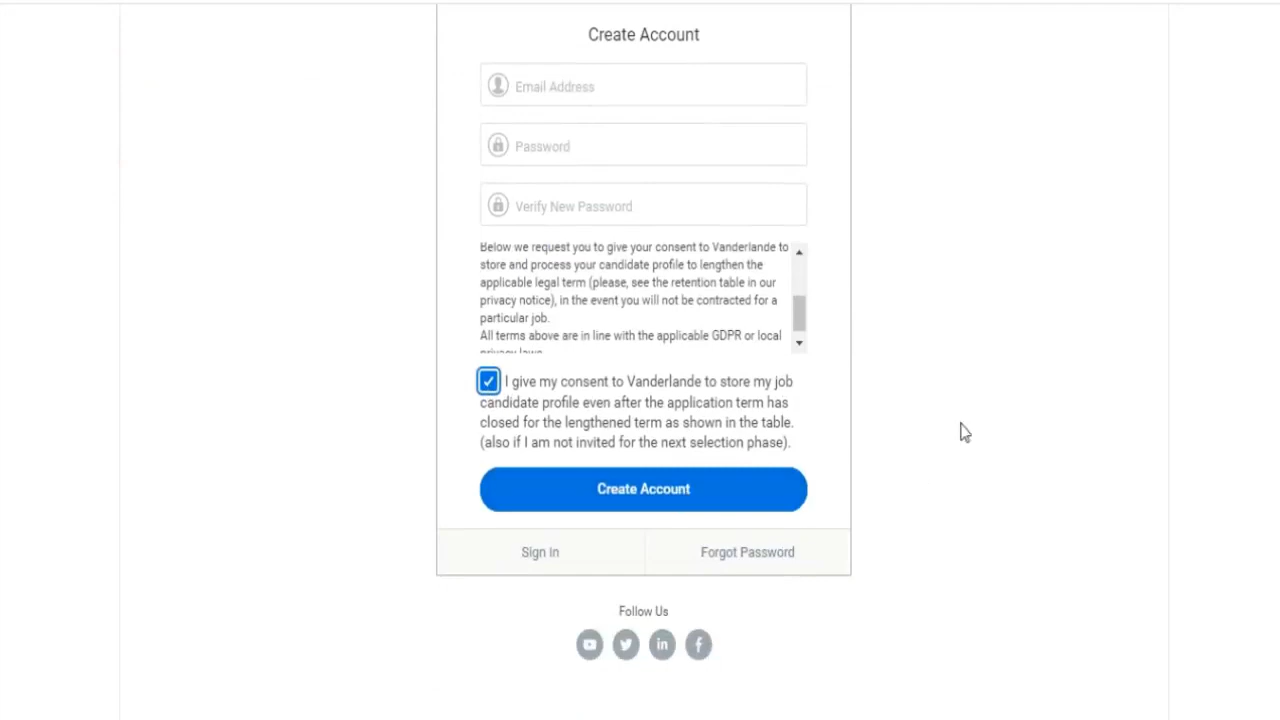 Create Account
Email Address
Password
Verify New Password
Below we request you to give your consent to Vanderlande to
store and process your candidate profile to lengthen the
applicable legal term (please, see the retention table in our
privacy notice), in the event you will not be contracted for a
particular job.
All terms above are in line with the applicable GDPR or local
privacy laws.
I give my consent to Vanderlande to store my job
candidate profile even after the application term has
closed for the lengthened term as shown in the table.
(also if I am not invited for the next selection phase).
Create Account
Sign In
Forgot Password
Follow Us